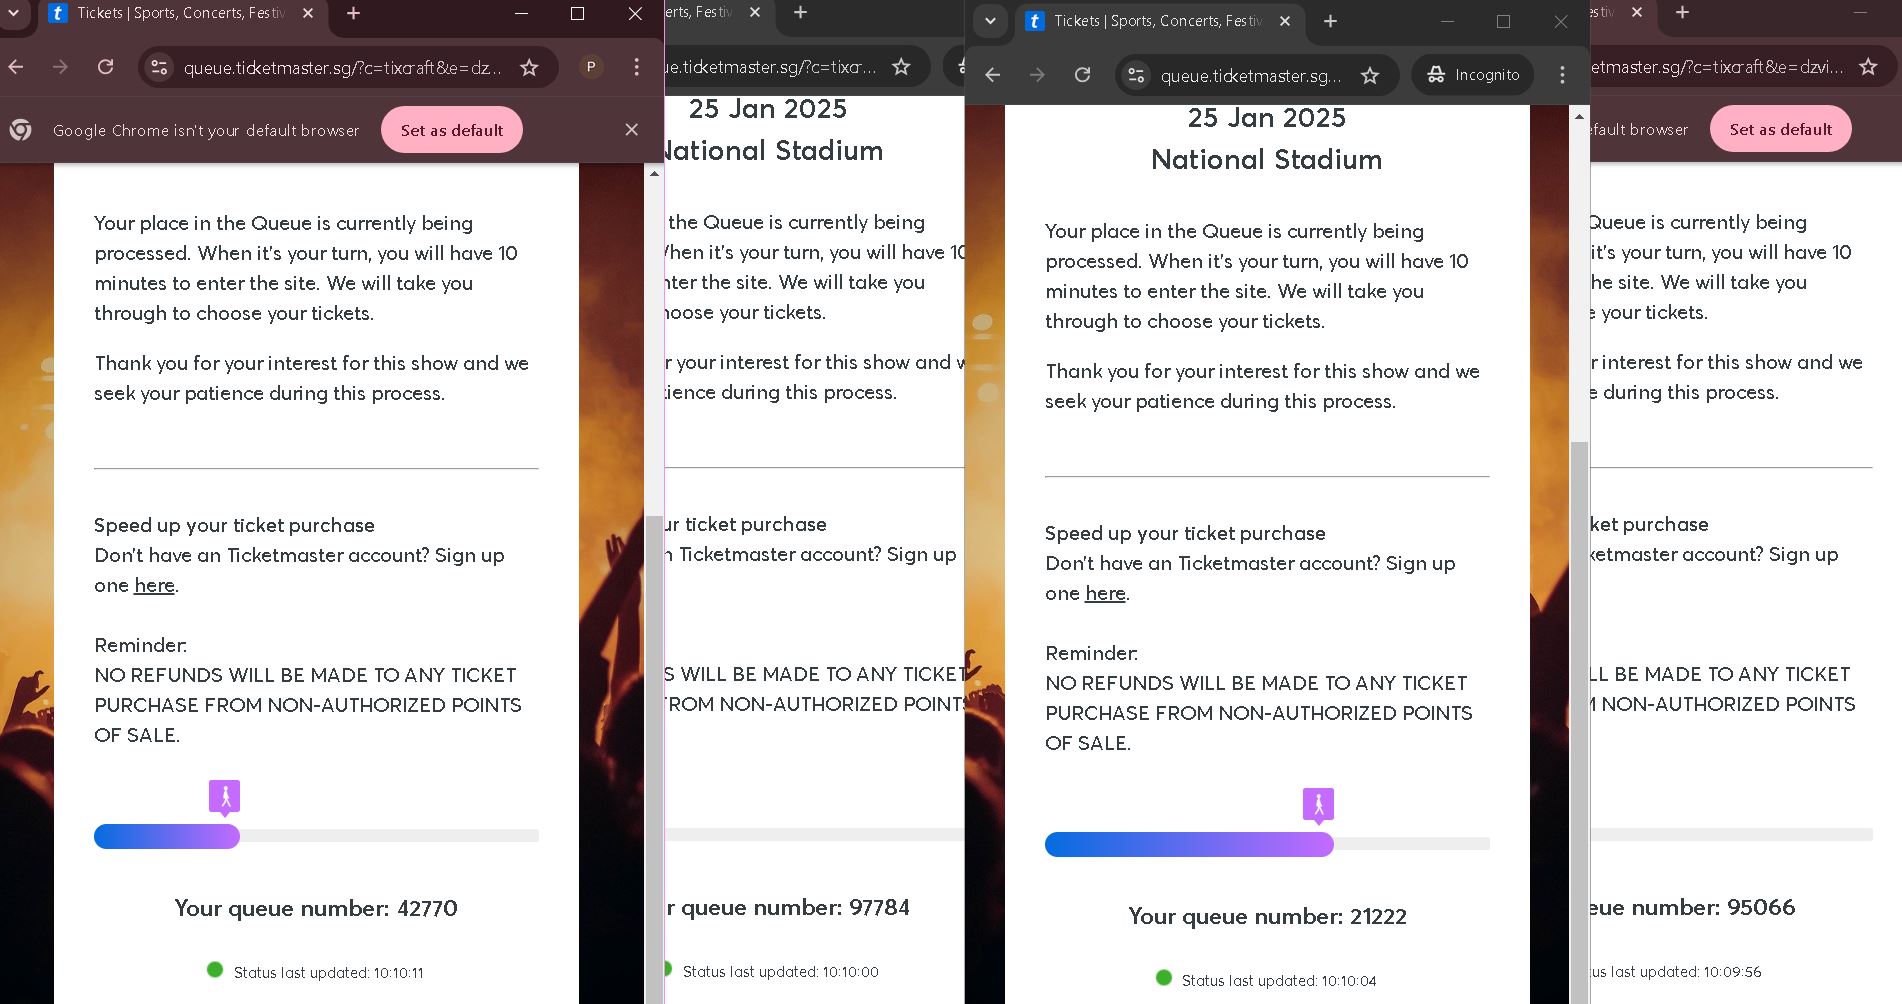 Tickets | Sports, Concerts, Festiv
queue.ticketmaster.sg/?c=tixcraft&e=dz...
P
Google Chrome isn't your default browser
Set as default
Your place in the Queue is currently being
processed. When it's your turn, you will have 10
minutes to enter the site. We will take you
through to choose your tickets.
Thank you for your interest for this show and we
seek your patience during this process.
Speed up your ticket purchase
Don't have an Ticketmaster account? Sign up
one here.
Reminder:
NO REFUNDS WILL BE MADE TO ANY TICKET
PURCHASE FROM NON-AUTHORIZED POINTS
OF SALE.
Your queue number: 42770
Status last updated: 10:10:11
erts, Festiv
ue.ticketmaster.sg/?c=tixcr...
25 Jan 2025
National Stadium
the Queue is currently being
When it's your turn, you will have 10
nter the site. We will take you
hoose your tickets.
r your interest for this show and w
tience during this process.
ur ticket purchase
n Ticketmaster account? Sign up
S WILL BE MADE TO ANY TICKET
FROM NON-AUTHORIZED POINTS
r queue number: 97784
Status last updated: 10:10:00
Tickets | Sports, Concerts, Festiv
queue.ticketmaster.sg...
Incognito
25 Jan 2025
National Stadium
Your place in the Queue is currently being
processed. When it's your turn, you will have 10
minutes to enter the site. We will take you
through to choose your tickets.
Thank you for your interest for this show and we
seek your patience during this process.
Speed up your ticket purchase
Don't have an Ticketmaster account? Sign up
one here.
Reminder:
NO REFUNDS WILL BE MADE TO ANY TICKET
PURCHASE FROM NON-AUTHORIZED POINTS
OF SALE.
Your queue number: 21222
Status last updated: 10:10:04
estiv
etmaster.sg/?c=tixcraft&e=dzvi...
efault browser
Set as default
Queue is currently being
it's your turn, you will have 10
he site. We will take you
e your tickets.
r interest for this show and we
e during this process.
ket purchase
ketmaster account? Sign up
LL BE MADE TO ANY TICKET
M NON-AUTHORIZED POINTS
eue number: 95066
us last updated: 10:09:56